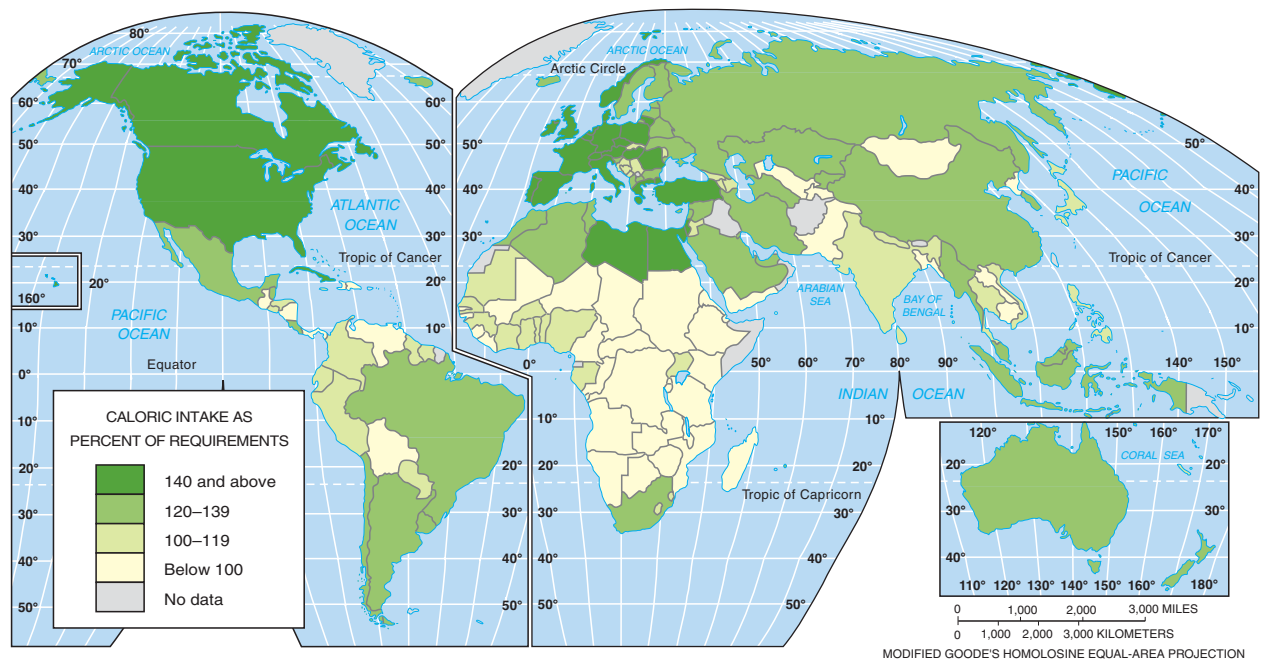 80°
ARCTIC OCEAN
70°
60°
60°
50°
50°
40°
40°
ATLANTIC
OCEAN
30°
30°
Tropic of Cancer
20°
20°
160°
PACIFIC
OCEAN
10°
10°
Equator
0°
10°
20°
20°
30°
30°
40°
40°
50°
50°
CALORIC INTAKE AS
PERCENT OF REQUIREMENTS
140 and above
120–139
100–119
Below 100
No data
ARCTIC OCEAN
Arctic Circle
60°
50°
50°
40°
40°
PACIFIC
OCEAN
30°
30°
Tropic of Cancer
20°
20°
ARABIAN
SEA
BAY OF
BENGAL
10°
10°
0°
50°
60°
70°
80°
90°
140°
150°
INDIAN
OCEAN
10°
10°
20°
20°
Tropic of Capricorn
30°
30°
40°
40°
50°
50°
120°
150°
160°
170°
CORAL SEA
20°
20°
30°
30°
40°
110°
120°
130°
140°
150°
160°
180°
0
1,000
2,000
3,000 MILES
0
1,000
2,000
3,000 KILOMETERS
MODIFIED GOODE'S HOMOLOSINE EQUAL-AREA PROJECTION